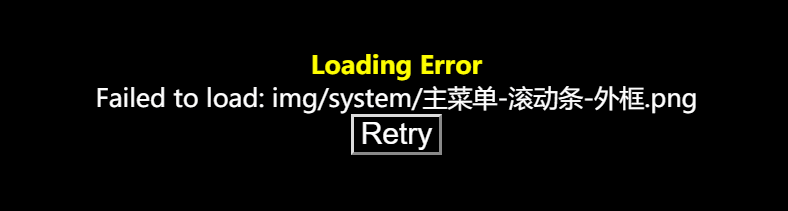 Loading Error
Failed to load: img/system/主菜单-滚动条-外框.png
Retry